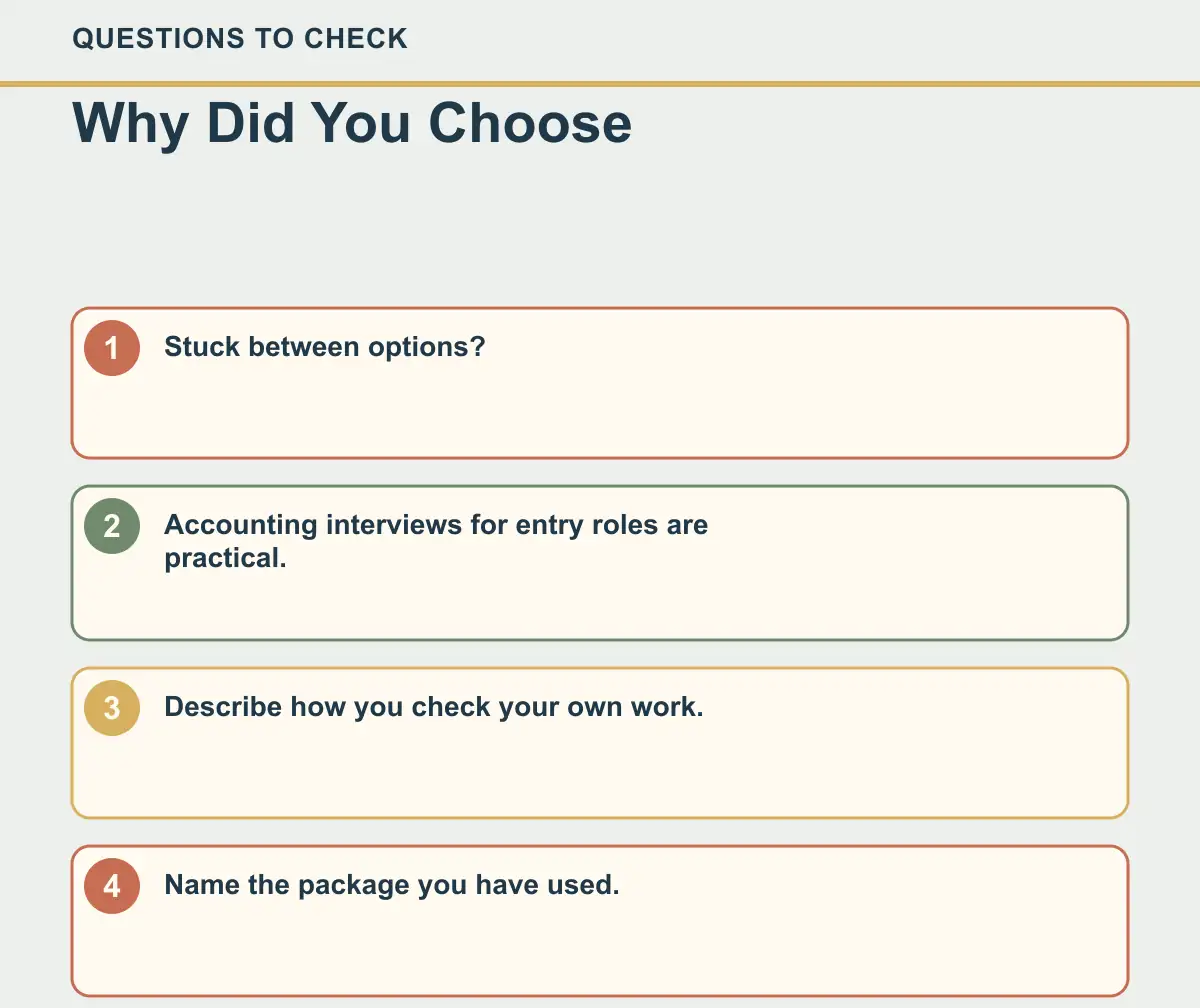 QUESTIONS TO CHECK
Why Did You Choose
1 Stuck between options?
2 Accounting interviews for entry roles are
practical.
3 Describe how you check your own work.
4 Name the package you have used.